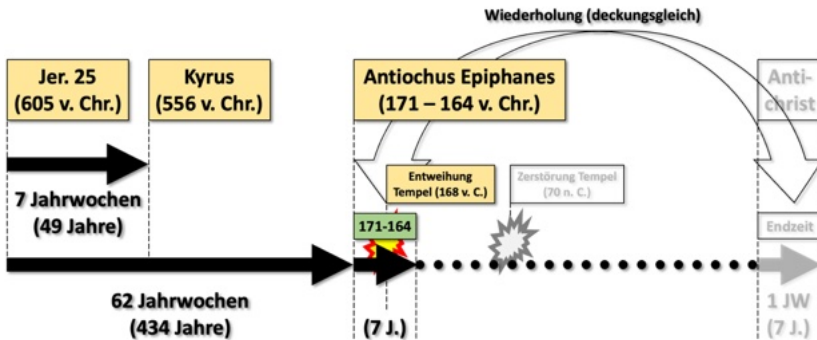 Wiederholung (deckungsgleich)
Jer. 25
(605 v. Chr.)
Kyrus
(556 v. Chr.)
Antiochus Epiphanes
(171 – 164 v. Chr.)
Anti-
christ
Entweihung
Tempel (168 v. C.)
Zerstörung Tempel
(70 n. C.)
7 Jahrwochen
(49 Jahre)
171-164
Endzeit
62 Jahrwochen
(434 Jahre)
(7 J.)
1 JW
(7 J.)